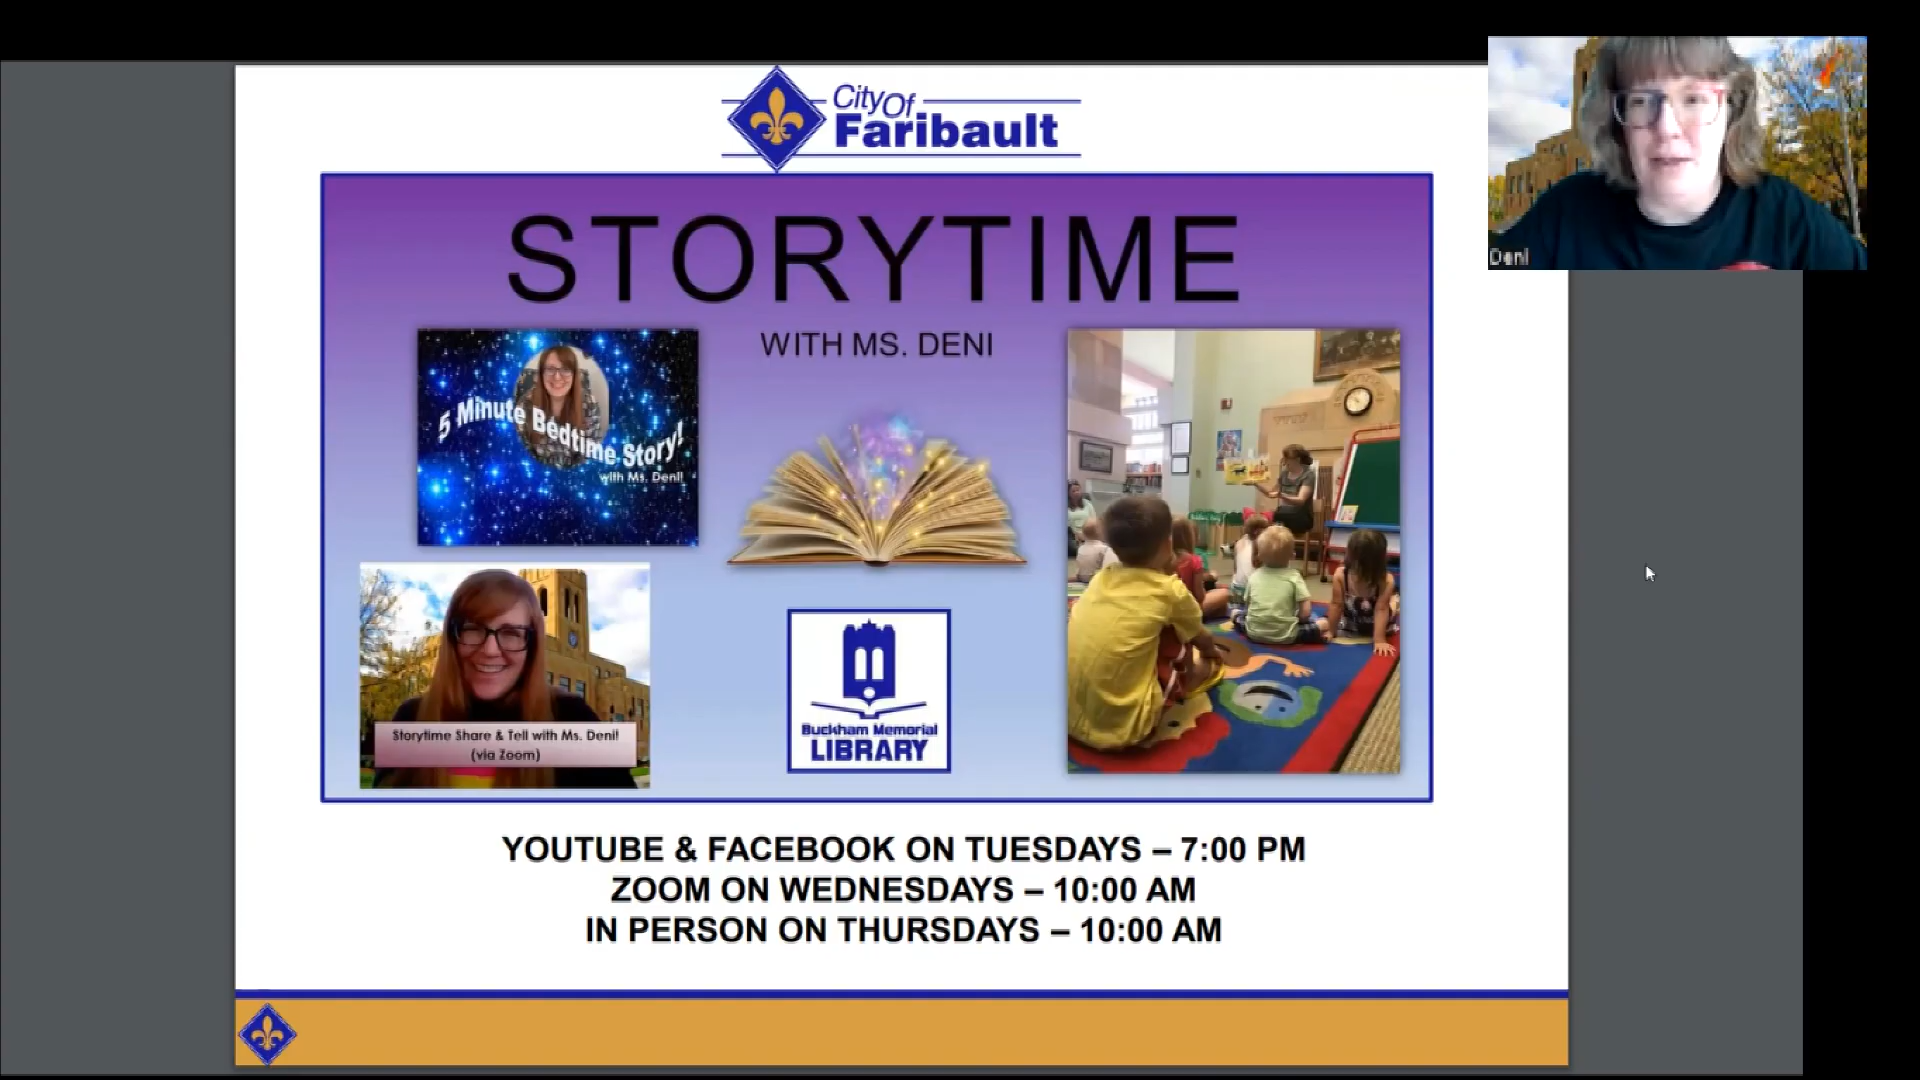 City Of
Faribault
STORYTIME
WITH MS. DENI
5 Minute Bedtime Story!
with Ms. Deni!
Storytime Share & Tell with Ms. Deni!
(via Zoom)
Buckham Memorial
LIBRARY
YOUTUBE & FACEBOOK ON TUESDAYS – 7:00 PM
ZOOM ON WEDNESDAYS – 10:00 AM
IN PERSON ON THURSDAYS – 10:00 AM
Deni